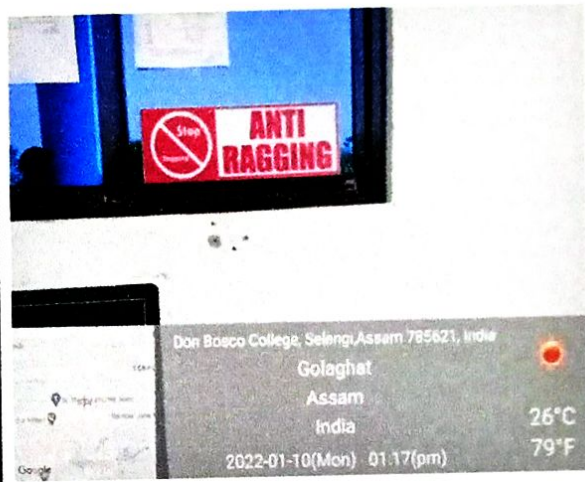 Stop
ANTI
RAGGING
Don Bosco College, Selengi,Assam 785621, India
Golaghat
Assam
India
26°C
2022-01-10(Mon) 01:17(pm)
79°F
Google